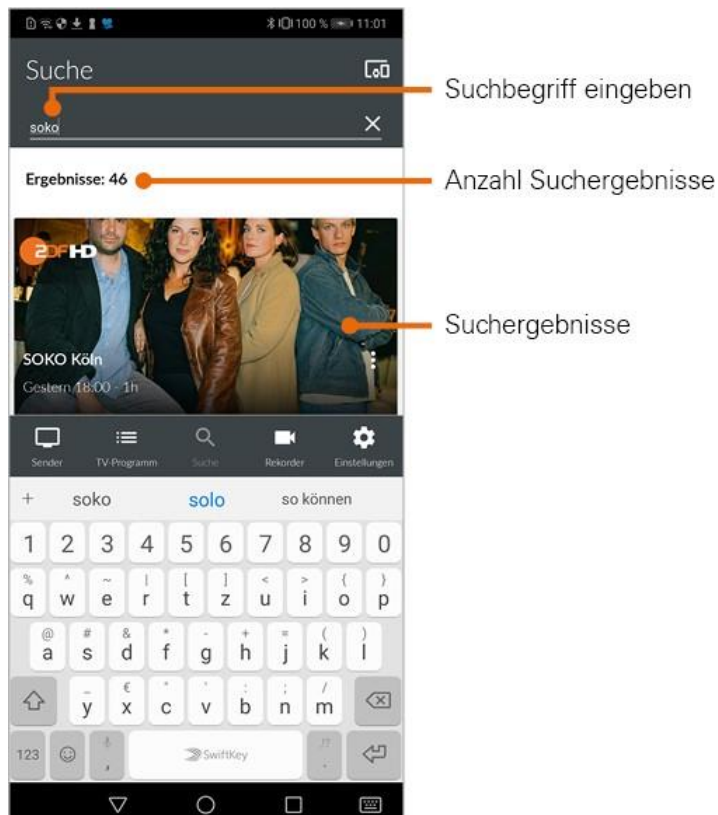 100 % 11:01
Suche
soko
Suchbegriff eingeben
Ergebnisse: 46
Anzahl Suchergebnisse
ZDF HD
Suchergebnisse
SOKO Köln
Gestern 18:00 - 1h
Sender TV-Programm Suche Rekorder Einstellungen
+ soko solo so können
1 2 3 4 5 6 7 8 9 0
% ^ ~ | [ ] < > { }
q w e r t z u i o p
@ # & * - + = ( )
a s d f g h j k l
_ € " ' : ; /
y x c v b n m
123 , SwiftKey !? .